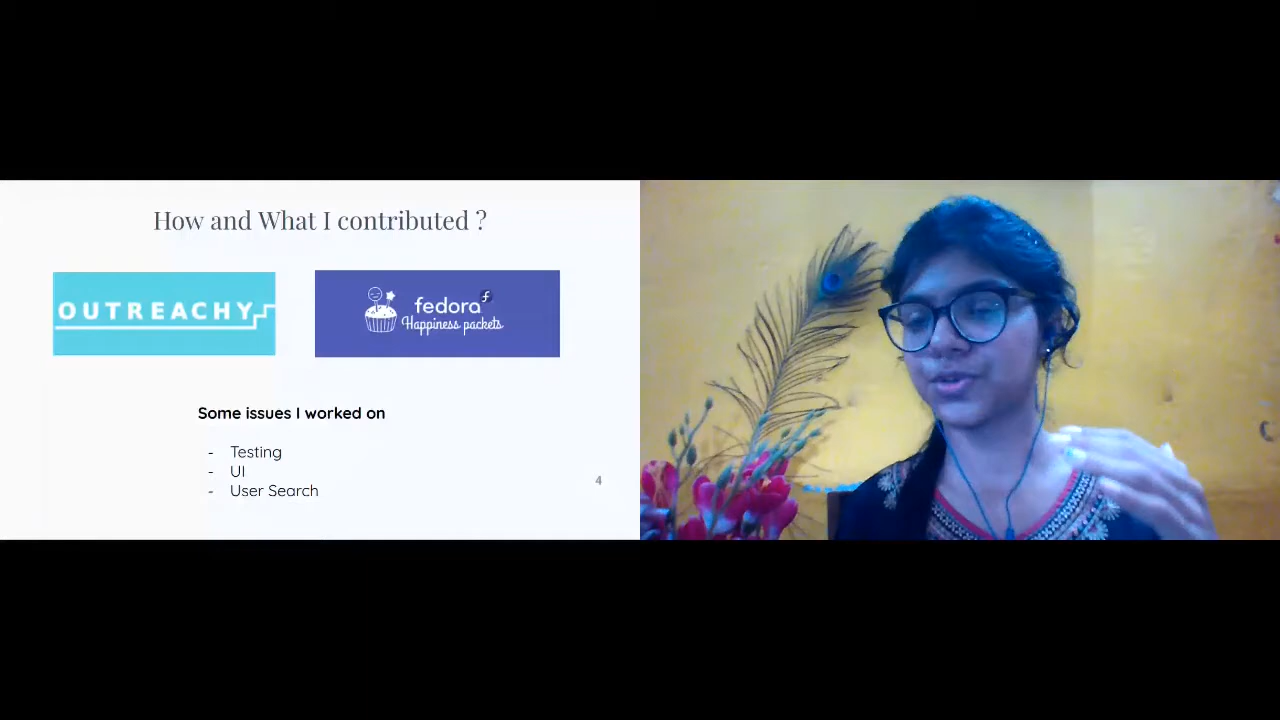 How and What I contributed ?
OUTREACHY
fedora
Happiness packets
Some issues I worked on
- Testing
- UI
- User Search
4